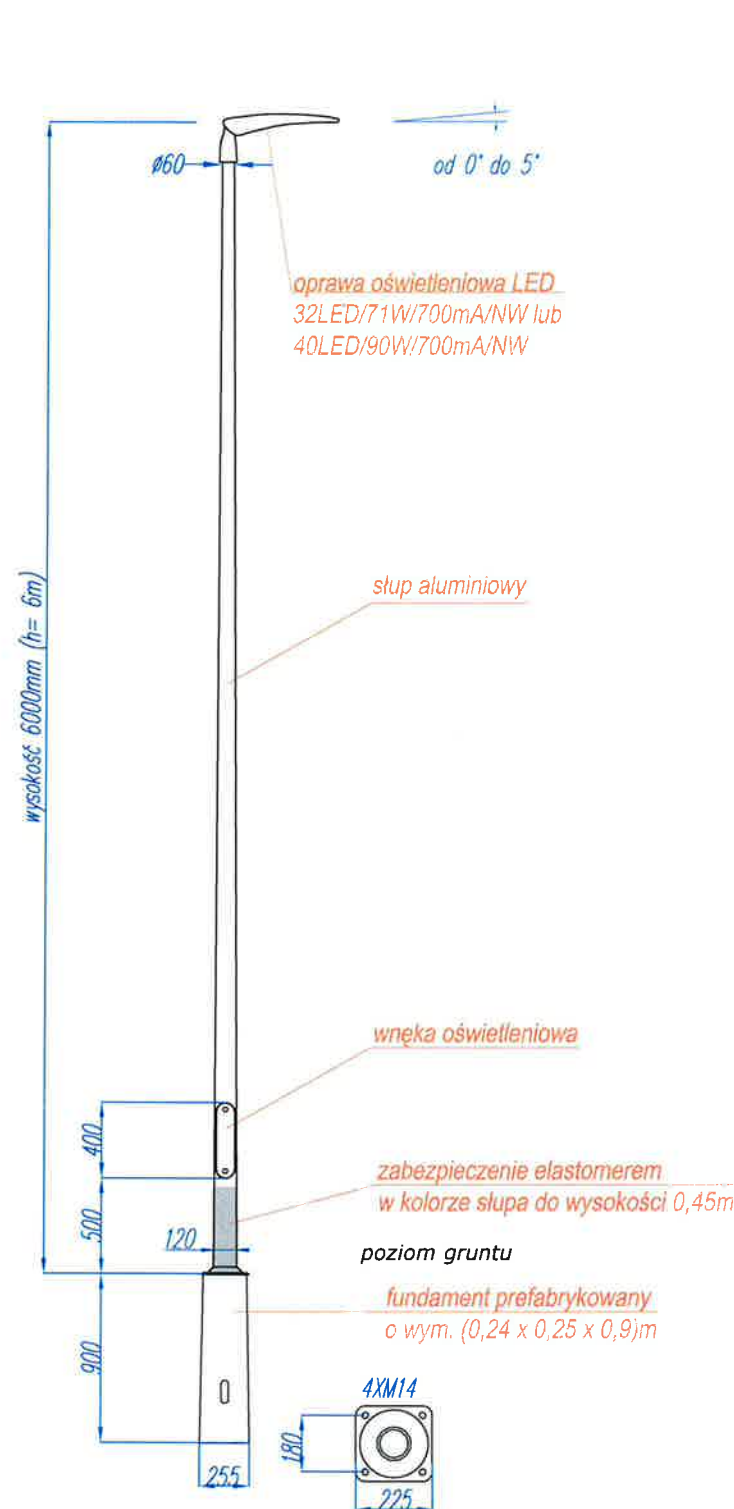 ø60
od 0° do 5°
oprawa oświetleniowa LED
32LED/71W/700mA/NW lub
40LED/90W/700mA/NW
słup aluminiowy
wysokość 6000mm (h= 6m)
wnęka oświetleniowa
400
zabezpieczenie elastomerem
w kolorze słupa do wysokości 0,45m
500
120
poziom gruntu
fundament prefabrykowany
o wym. (0,24 x 0,25 x 0,9)m
900
4XM14
180
255
225